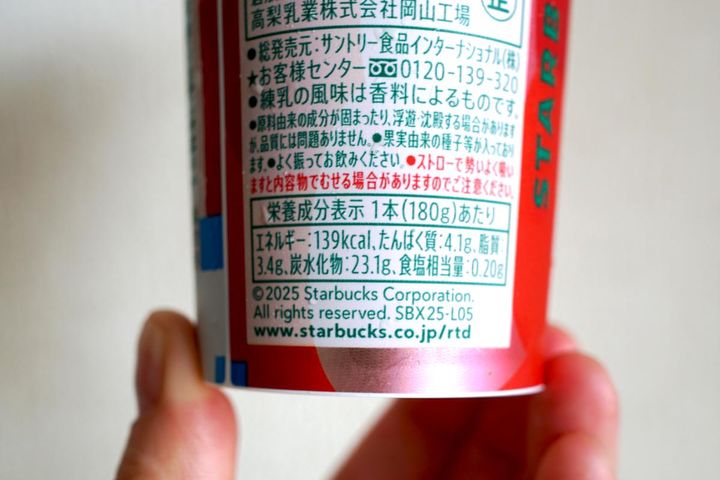 高梨乳業株式会社岡山工場
●総発売元:サントリー食品インターナショナル(株)
★お客様センター 0120-139-320
●練乳の風味は香料によるものです。
●原料由来の成分が固まったり、浮遊・沈殿する場合があります
が、品質には問題ありません。●果実由来の種子等が入っており
ます。●よく振ってお飲みください。●ストローで勢いよく吸い
ますと内容物でむせる場合がありますのでご注意ください。
栄養成分表示 1本(180g)あたり
エネルギー:139kcal、たんぱく質:4.1g、脂質:
3.4g、炭水化物:23.1g、食塩相当量:0.20g
©2025 Starbucks Corporation.
All rights reserved. SBX25-L05
www.starbucks.co.jp/rtd
STARB